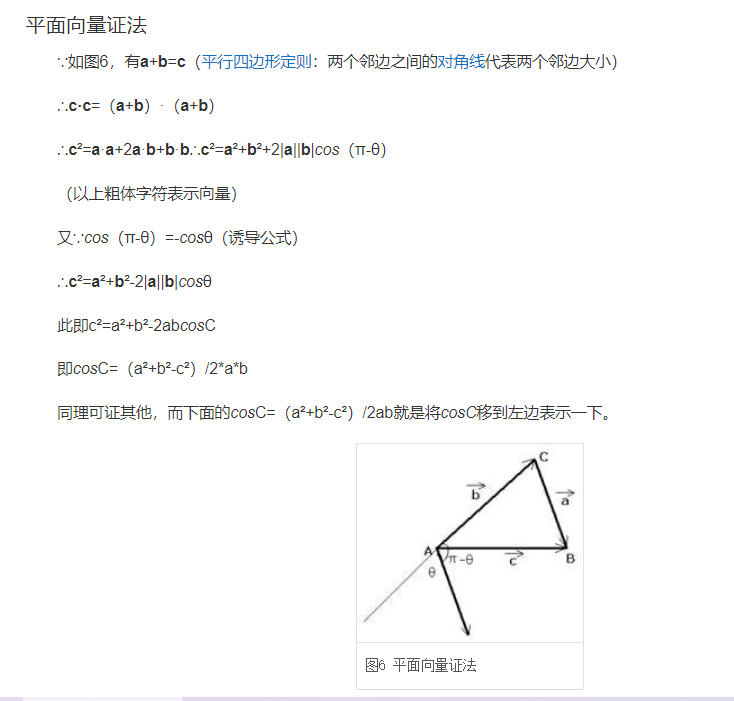 平面向量证法
∵如图6，有a+b=c（平行四边形定则：两个邻边之间的对角线代表两个邻边大小）
∴c·c=（a+b）·（a+b）
∴c²=a·a+2a·b+b·b∴c²=a²+b²+2|a||b|cos（π-θ）
（以上粗体字符表示向量）
又∵cos（π-θ）=-cosθ（诱导公式）
∴c²=a²+b²-2|a||b|cosθ
此即c²=a²+b²-2abcosC
即cosC=（a²+b²-c²）/2*a*b
同理可证其他，而下面的cosC=（a²+b²-c²）/2ab就是将cosC移到左边表示一下。
C
b
a
A
π-θ
c
B
θ
图6 平面向量证法